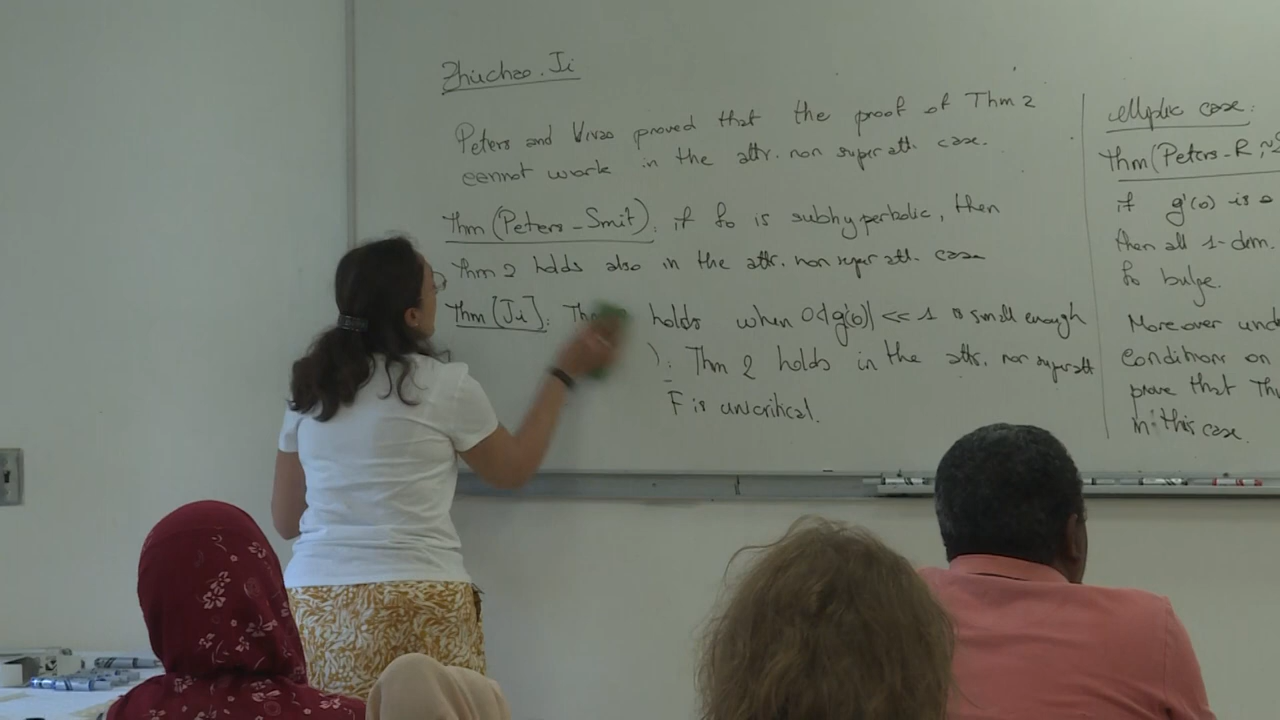 Zhuchao Ji
Peters and Vivas proved that the proof of Thm 2
cannot work in the attr. non super att. case.
Thm (Peters - Smit): if fo is subhyperbolic, then
Thm 2 holds also in the attr. non super att. case
Thm [Ji]: holds when 0<|g'(0)| << 1 is small enough
): Thm 2 holds in the attr. non superatt
F is unicritical.
elliptic case:
Thm (Peters - R,
if g'(0) is
then all 1-dim.
fo bulge.
Moreover und
conditions on
prove that Th
in this case.